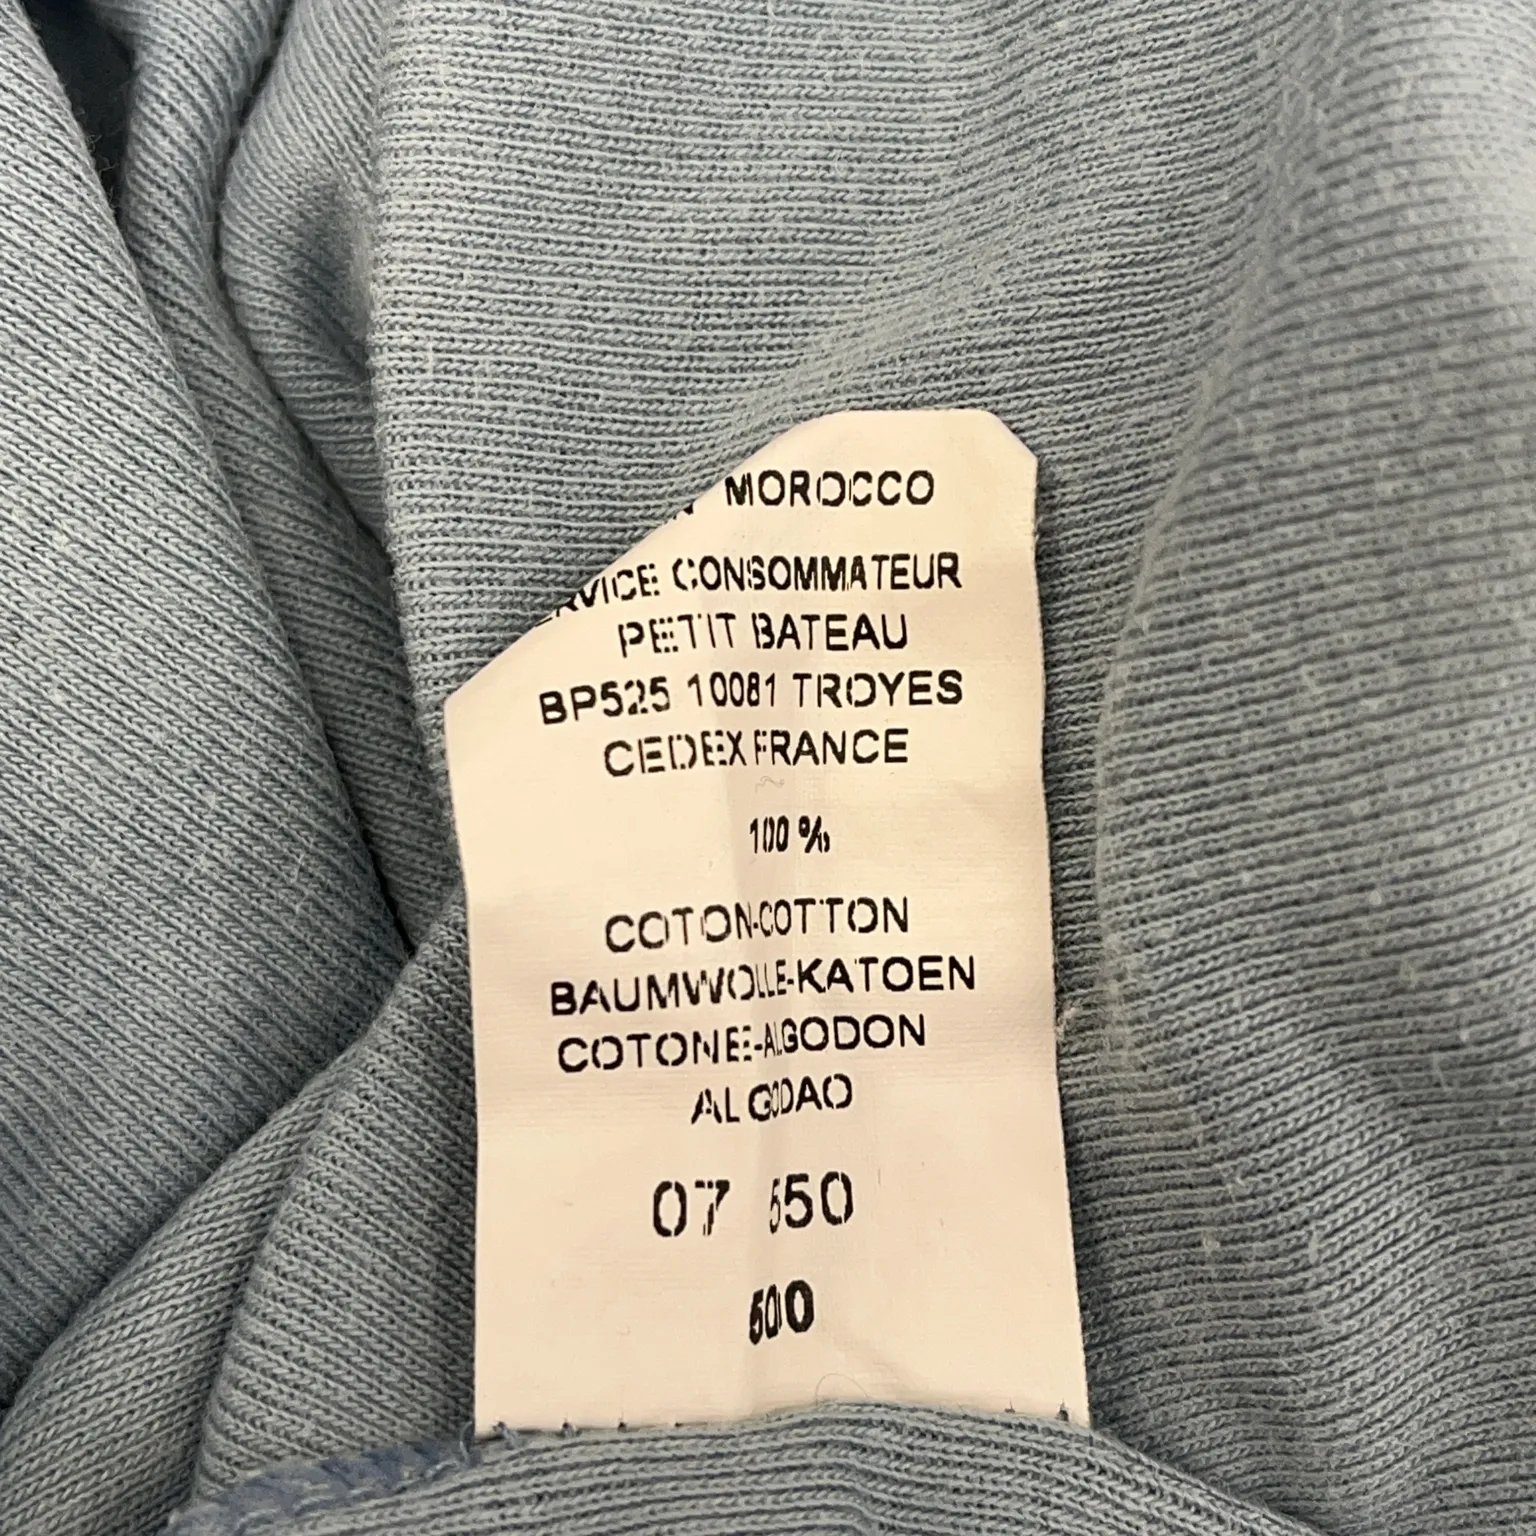 MOROCCO
SERVICE CONSOMMATEUR
PETIT BATEAU
BP525 10081 TROYES
CEDEX FRANCE
100 %
COTON-COTTON
BAUMWOLLE-KATOEN
COTONE-ALGODON
ALGODAO
07 550
500